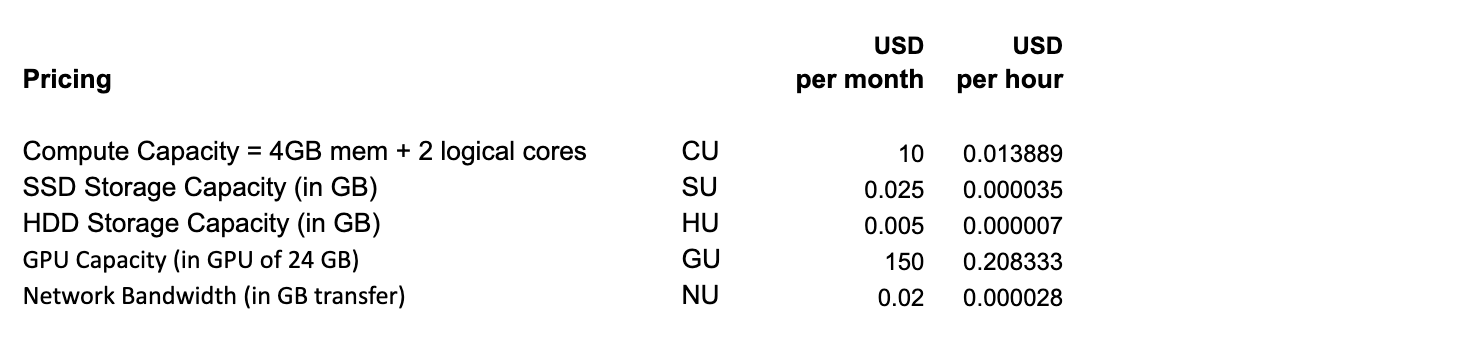 USD USD
Pricing per month per hour
Compute Capacity = 4GB mem + 2 logical cores CU 10 0.013889
SSD Storage Capacity (in GB) SU 0.025 0.000035
HDD Storage Capacity (in GB) HU 0.005 0.000007
GPU Capacity (in GPU of 24 GB) GU 150 0.208333
Network Bandwidth (in GB transfer) NU 0.02 0.000028